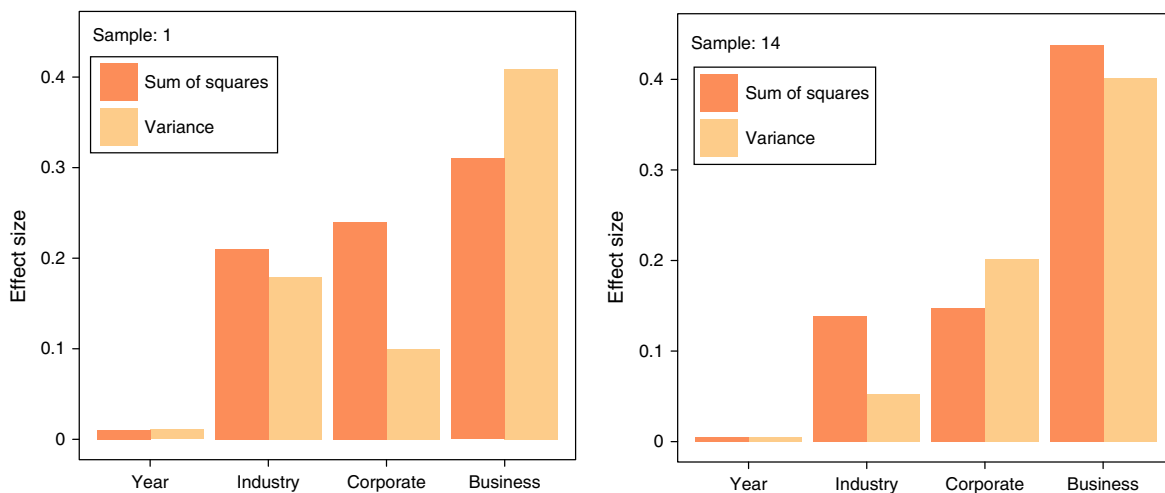 Sample: 1
Sum of squares
Variance
Effect size
0.4
0.3
0.2
0.1
0
Year Industry Corporate Business
Sample: 14
Sum of squares
Variance
Effect size
0.4
0.3
0.2
0.1
0
Year Industry Corporate Business